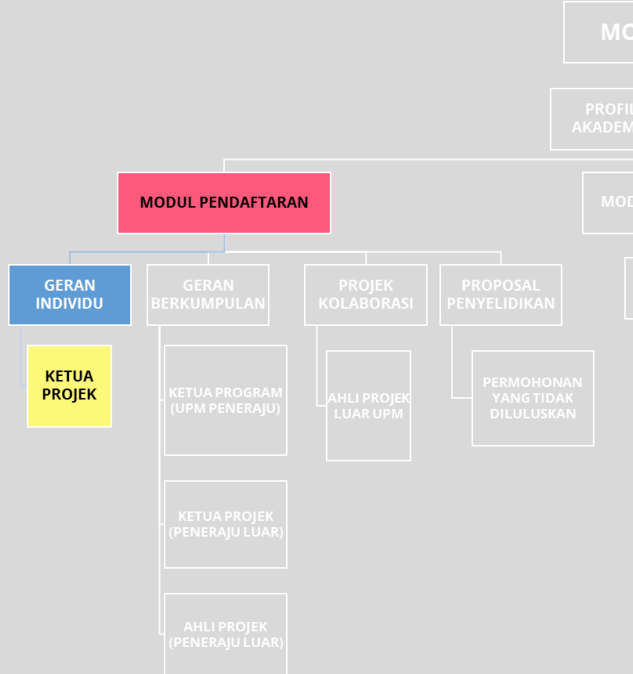 MODUL PENDAFTARAN
GERAN
INDIVIDU
GERAN
BERKUMPULAN
PROJEK
KOLABORASI
PROPOSAL
PENYELIDIKAN
KETUA
PROJEK
KETUA PROGRAM
(UPM PENERAJU)
AHLI PROJEK
LUAR UPM
PERMOHONAN
YANG TIDAK
DILULUSKAN
KETUA PROJEK
(PENERAJU LUAR)
AHLI PROJEK
(PENERAJU LUAR)